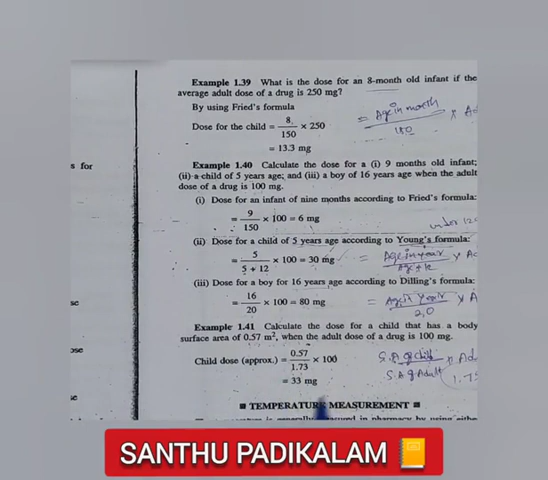 Example 1.39 What is the dose for an 8-month old infant if the
average adult dose of a drug is 250 mg?
By using Fried's formula
Dose for the child = 8/150 × 250
= Age in month / 150 ×
= 13.3 mg
s for
Example 1.40 Calculate the dose for a (i) 9 months old infant;
(ii) a child of 5 years age; and (iii) a boy of 16 years age when the adult
dose of a drug is 100 mg.
(i) Dose for an infant of nine months according to Fried's formula:
= 9/150 × 100 = 6 mg
under 12
(ii) Dose for a child of 5 years age according to Young's formula:
= 5/5 + 12 × 100 = 30 mg
= Age in year / Age + 12 ×
(iii) Dose for a boy for 16 years age according to Dilling's formula:
= 16/20 × 100 = 80 mg
= Age in year / 20 × A
Example 1.41 Calculate the dose for a child that has a body
surface area of 0.57 m², when the adult dose of a drug is 100 mg.
Child dose (approx.) = 0.57/1.73 × 100
S.A of child / S.A of Adult × Ad
= 33 mg
■ TEMPERATURE MEASUREMENT ■
SANTHU PADIKALAM